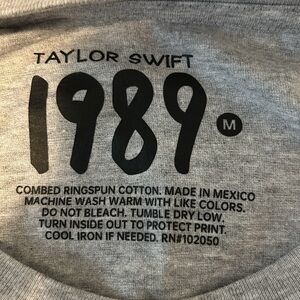 TAYLOR SWIFT
1989 M
COMBED RINGSPUN COTTON. MADE IN MEXICO
MACHINE WASH WARM WITH LIKE COLORS.
DO NOT BLEACH. TUMBLE DRY LOW.
TURN INSIDE OUT TO PROTECT PRINT.
COOL IRON IF NEEDED. RN#102050